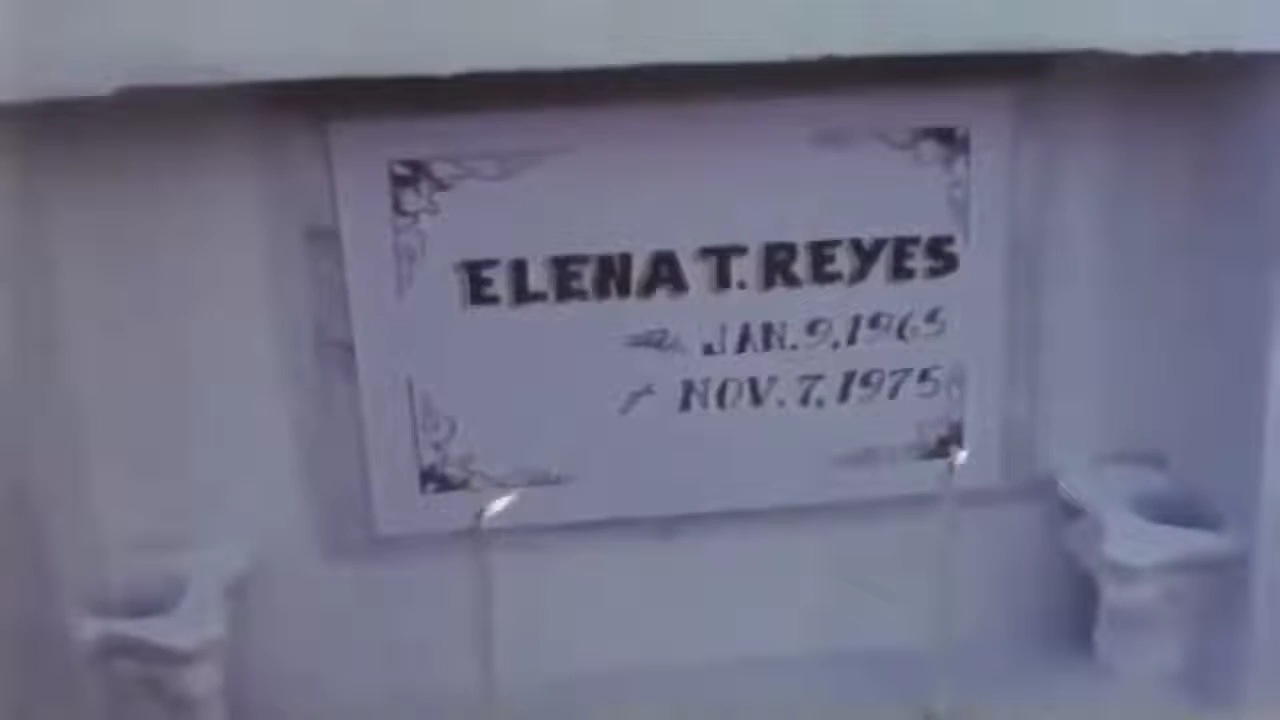 ELENA T. REYES
JAN. 9, 1965
NOV. 7, 1975